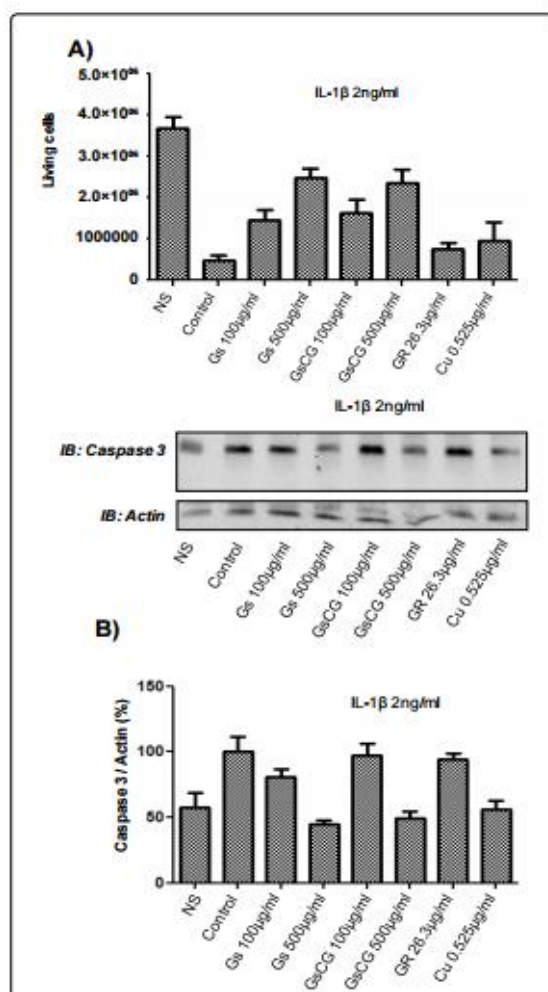 A)
IL-1β 2ng/ml
Living cells
5.0×10⁰⁶
4.0×10⁰⁶
3.0×10⁰⁶
2.0×10⁰⁶
1000000
0
NS
Control
Gs 100µg/ml
Gs 500µg/ml
GsCG 100µg/ml
GsCG 500µg/ml
GR 26.3µg/ml
Cu 0.525µg/ml
IL-1β 2ng/ml
IB: Caspase 3
IB: Actin
NS
Control
Gs 100µg/ml
Gs 500µg/ml
GsCG 100µg/ml
GsCG 500µg/ml
GR 26.3µg/ml
Cu 0.525µg/ml
B)
IL-1β 2ng/ml
Caspase 3 / Actin (%)
150
100
50
0
NS
Control
Gs 100µg/ml
Gs 500µg/ml
GsCG 100µg/ml
GsCG 500µg/ml
GR 26.3µg/ml
Cu 0.525µg/ml